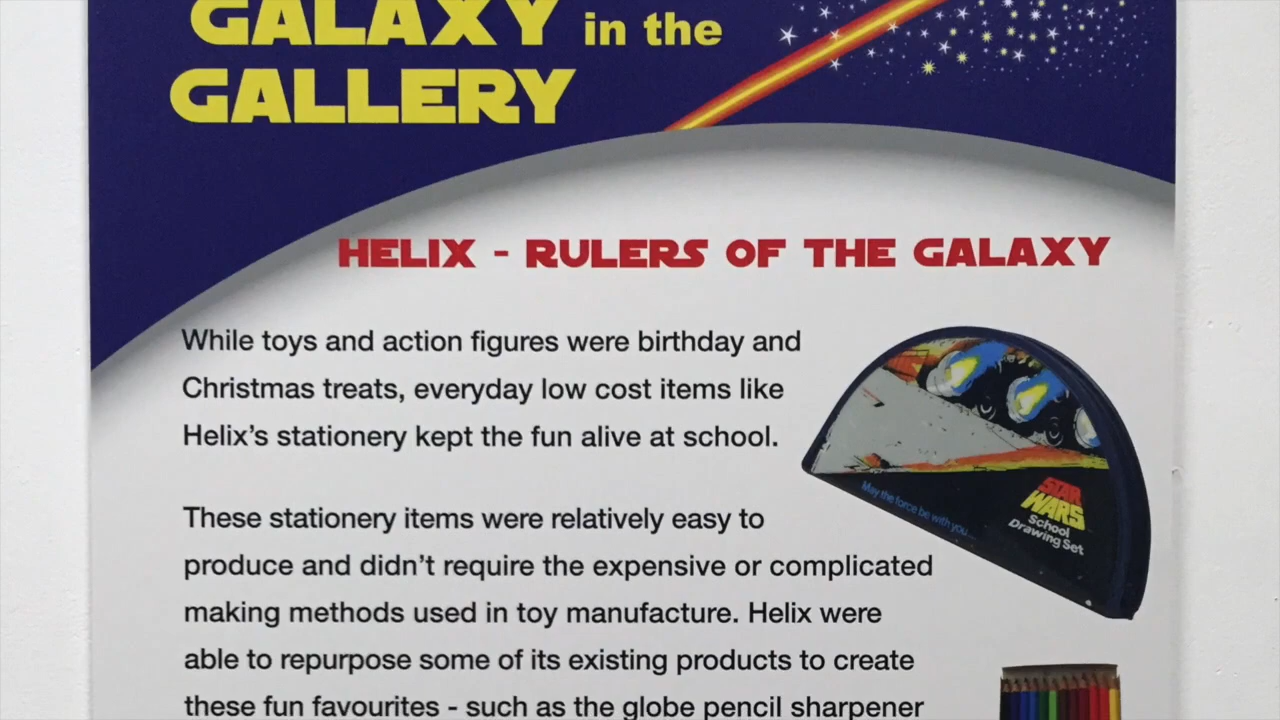 GALAXY in the
GALLERY
HELIX - RULERS OF THE GALAXY
While toys and action figures were birthday and
Christmas treats, everyday low cost items like
Helix's stationery kept the fun alive at school.
May the force be with you...
STAR
WARS
School
Drawing Set
These stationery items were relatively easy to
produce and didn't require the expensive or complicated
making methods used in toy manufacture. Helix were
able to repurpose some of its existing products to create
these fun favourites - such as the globe pencil sharpener